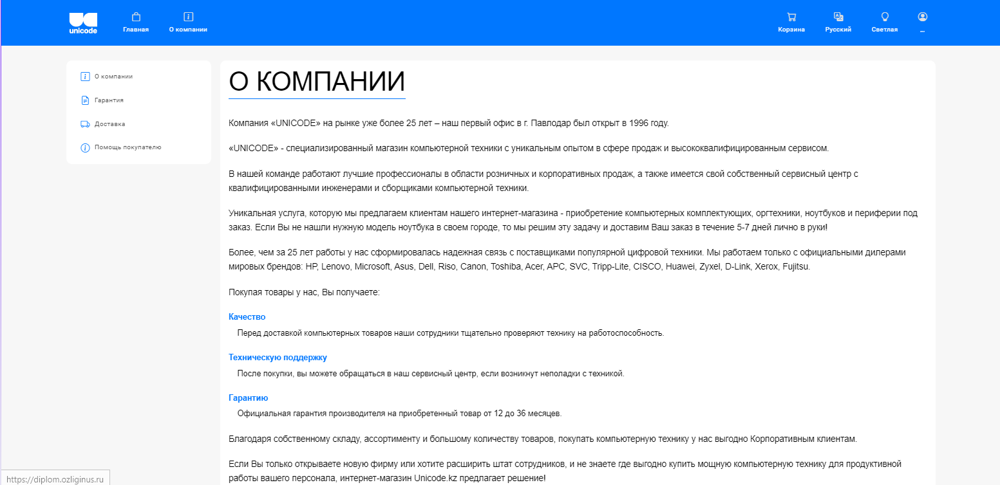 unicode
Главная
О компании
Корзина
Русский
Светлая
...
О компании
Гарантия
Доставка
Помощь покупателю
О КОМПАНИИ
Компания «UNICODE» на рынке уже более 25 лет – наш первый офис в г. Павлодар был открыт в 1996 году.
«UNICODE» - специализированный магазин компьютерной техники с уникальным опытом в сфере продаж и высококвалифицированным сервисом.
В нашей команде работают лучшие профессионалы в области розничных и корпоративных продаж, а также имеется свой собственный сервисный центр с
квалифицированными инженерами и сборщиками компьютерной техники.
Уникальная услуга, которую мы предлагаем клиентам нашего интернет-магазина - приобретение компьютерных комплектующих, оргтехники, ноутбуков и периферии под
заказ. Если Вы не нашли нужную модель ноутбука в своем городе, то мы решим эту задачу и доставим Ваш заказ в течение 5-7 дней лично в руки!
Более, чем за 25 лет работы у нас сформировалась надежная связь с поставщиками популярной цифровой техники. Мы работаем только с официальными дилерами
мировых брендов: HP, Lenovo, Microsoft, Asus, Dell, Riso, Canon, Toshiba, Acer, APC, SVC, Tripp-Lite, CISCO, Huawei, Zyxel, D-Link, Xerox, Fujitsu.
Покупая товары у нас, Вы получаете:
Качество
Перед доставкой компьютерных товаров наши сотрудники тщательно проверяют технику на работоспособность.
Техническую поддержку
После покупки, вы можете обращаться в наш сервисный центр, если возникнут неполадки с техникой.
Гарантию
Официальная гарантия производителя на приобретенный товар от 12 до 36 месяцев.
Благодаря собственному складу, ассортименту и большому количеству товаров, покупать компьютерную технику у нас выгодно Корпоративным клиентам.
Если Вы только открываете новую фирму или хотите расширить штат сотрудников, и не знаете где выгодно купить мощную компьютерную технику для продуктивной
работы вашего персонала, интернет-магазин Unicode.kz предлагает решение!
https://diplom.ozliginus.ru